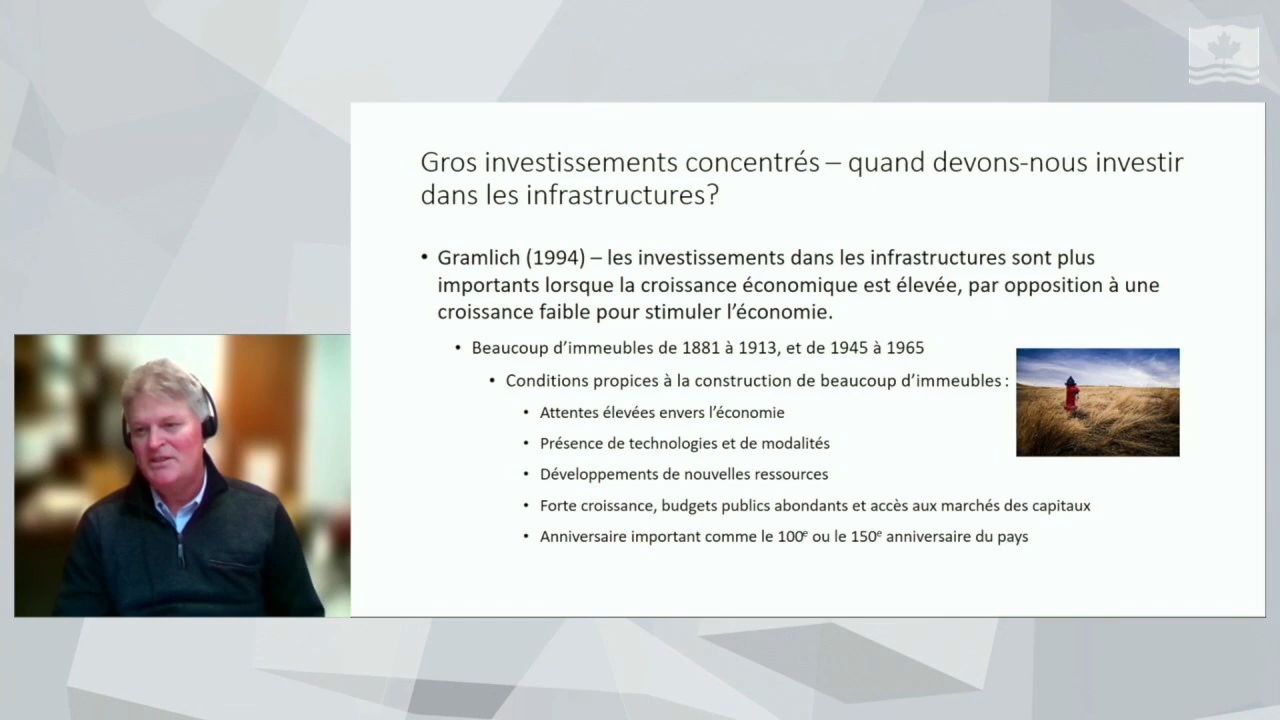 Gros investissements concentrés – quand devons-nous investir
dans les infrastructures?
• Gramlich (1994) – les investissements dans les infrastructures sont plus
importants lorsque la croissance économique est élevée, par opposition à une
croissance faible pour stimuler l’économie.
• Beaucoup d’immeubles de 1881 à 1913, et de 1945 à 1965
• Conditions propices à la construction de beaucoup d’immeubles :
• Attentes élevées envers l’économie
• Présence de technologies et de modalités
• Développements de nouvelles ressources
• Forte croissance, budgets publics abondants et accès aux marchés des capitaux
• Anniversaire important comme le 100e ou le 150e anniversaire du pays